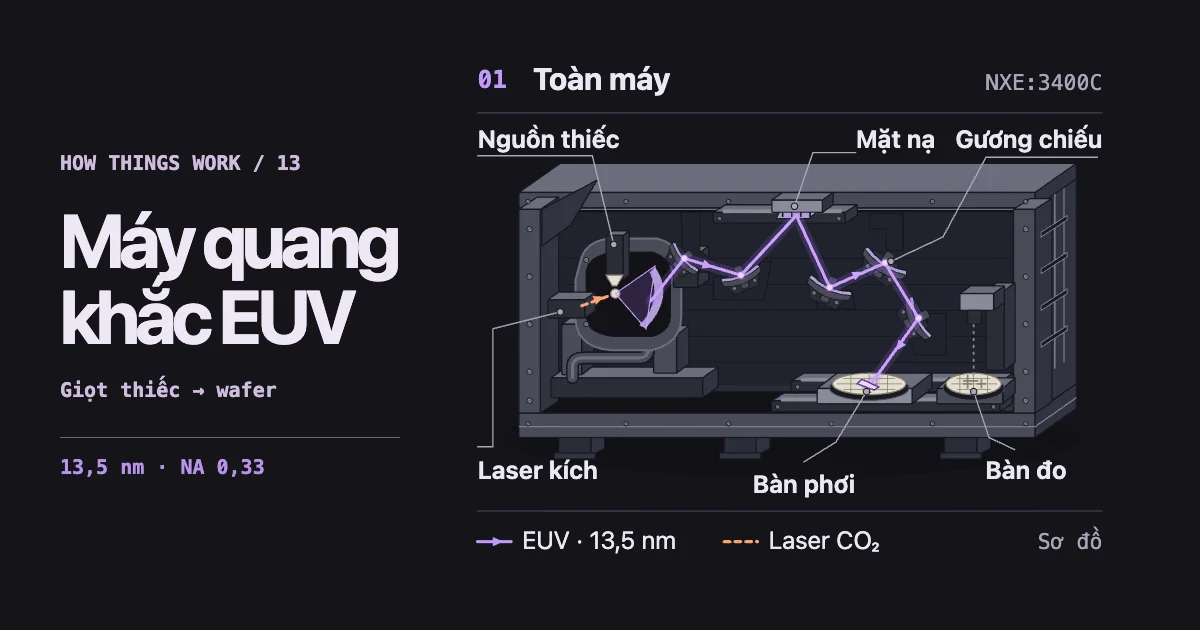 HOW THINGS WORK / 13
Máy quang
khắc EUV
Giọt thiếc → wafer
13,5 nm · NA 0,33
01 Toàn máy
NXE:3400C
Nguồn thiếc
Mặt nạ
Gương chiếu
Laser kích
Bàn phơi
Bàn đo
EUV · 13,5 nm
Laser CO₂
Sơ đồ